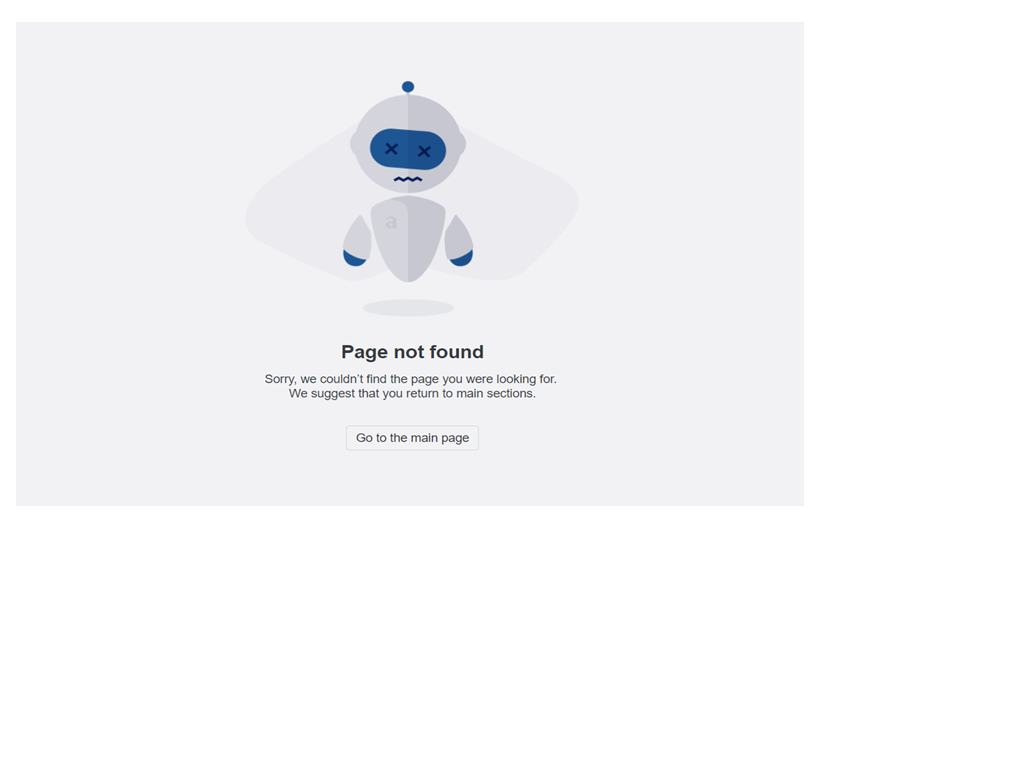 a
Page not found
Sorry, we couldn’t find the page you were looking for.
We suggest that you return to main sections.
Go to the main page